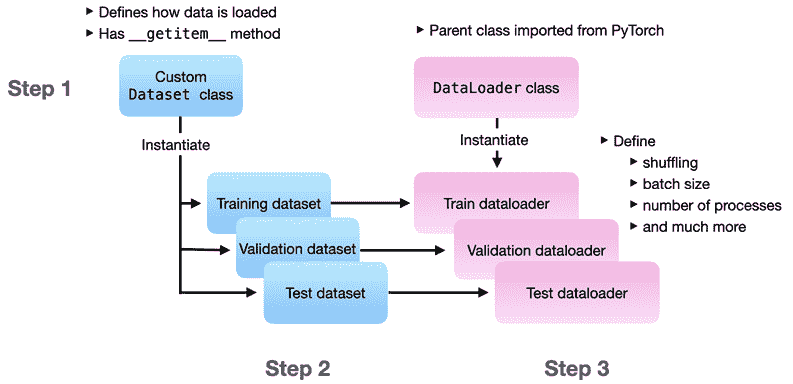 ‣ Defines how data is loaded
‣ Has __getitem__ method
‣ Parent class imported from PyTorch
Step 1
Custom
Dataset class
DataLoader class
Instantiate
Instantiate
‣ Define
‣ shuffling
‣ batch size
‣ number of processes
‣ and much more
Training dataset
Train dataloader
Validation dataset
Validation dataloader
Test dataset
Test dataloader
Step 2
Step 3